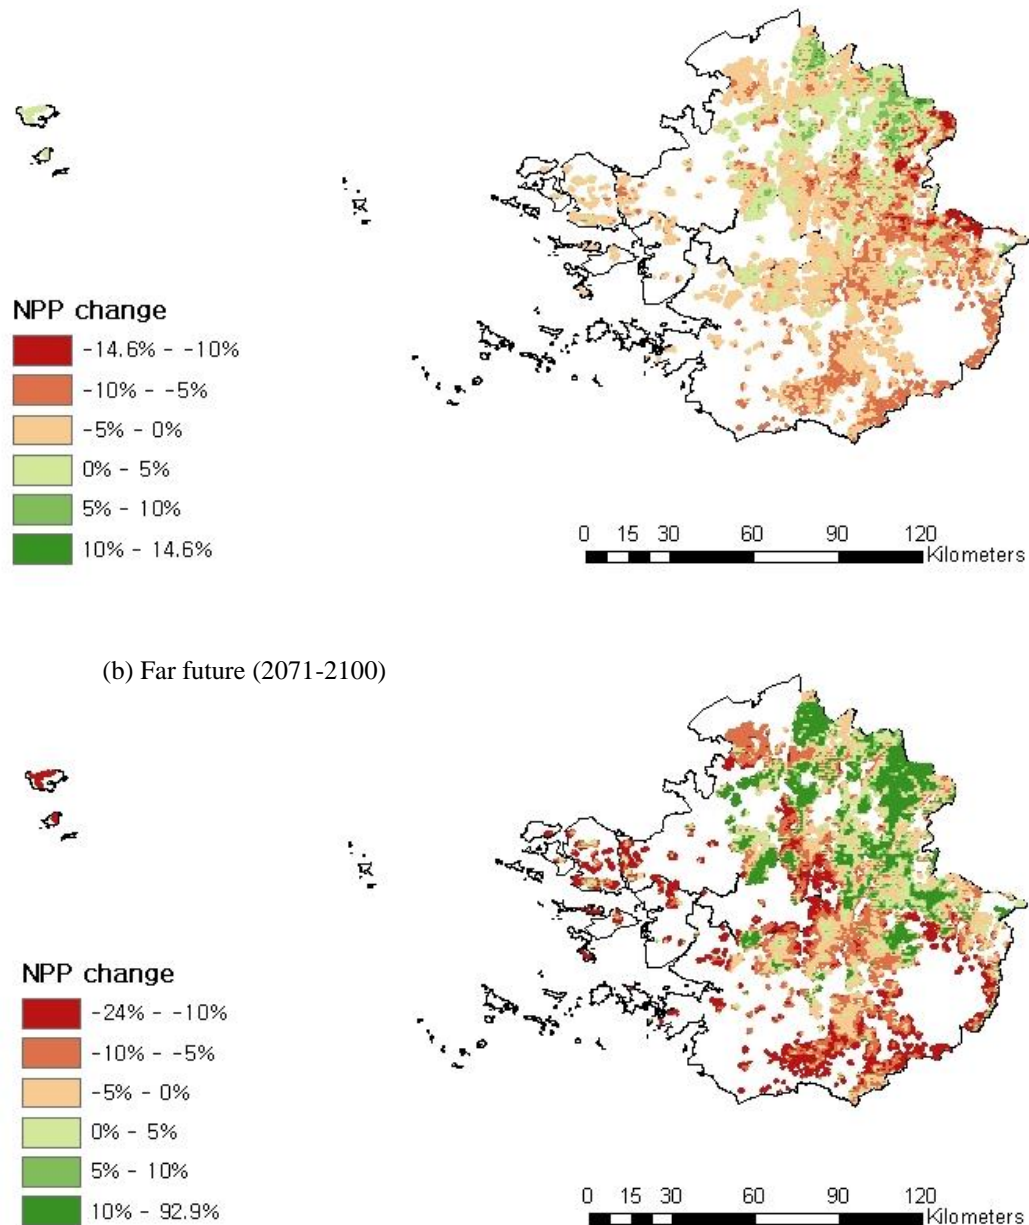 NPP change
-14.6% - -10%
-10% - -5%
-5% - 0%
0% - 5%
5% - 10%
10% - 14.6%
0 15 30 60 90 120
Kilometers
(b) Far future (2071-2100)
NPP change
-24% - -10%
-10% - -5%
-5% - 0%
0% - 5%
5% - 10%
10% - 92.9%
0 15 30 60 90 120
Kilometers